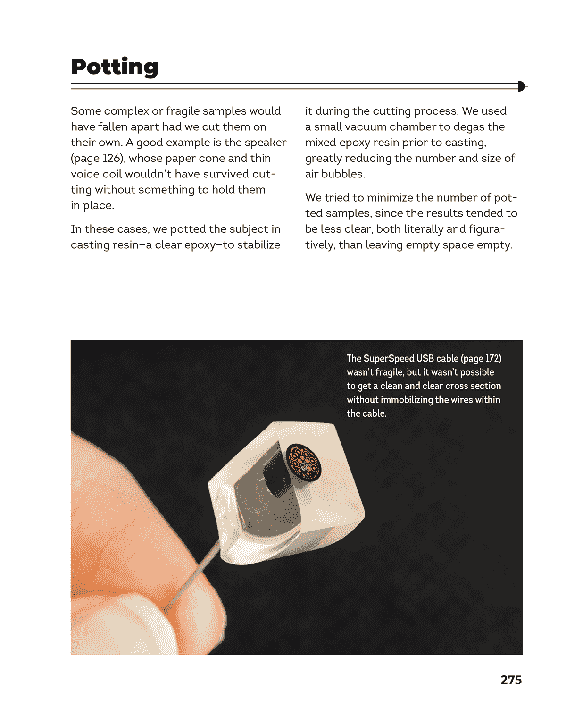 Potting
Some complex or fragile samples would
have fallen apart had we cut them on
their own. A good example is the speaker
(page 126), whose paper cone and thin
voice coil wouldn't have survived cut-
ting without something to hold them
in place.
In these cases, we potted the subject in
casting resin—a clear epoxy—to stabilize
it during the cutting process. We used
a small vacuum chamber to degas the
mixed epoxy resin prior to casting,
greatly reducing the number and size of
air bubbles.
We tried to minimize the number of pot-
ted samples, since the results tended to
be less clear, both literally and figura-
tively, than leaving empty space empty.
The SuperSpeed USB cable (page 172)
wasn't fragile, but it wasn't possible
to get a clean and clear cross section
without immobilizing the wires within
the cable.
275